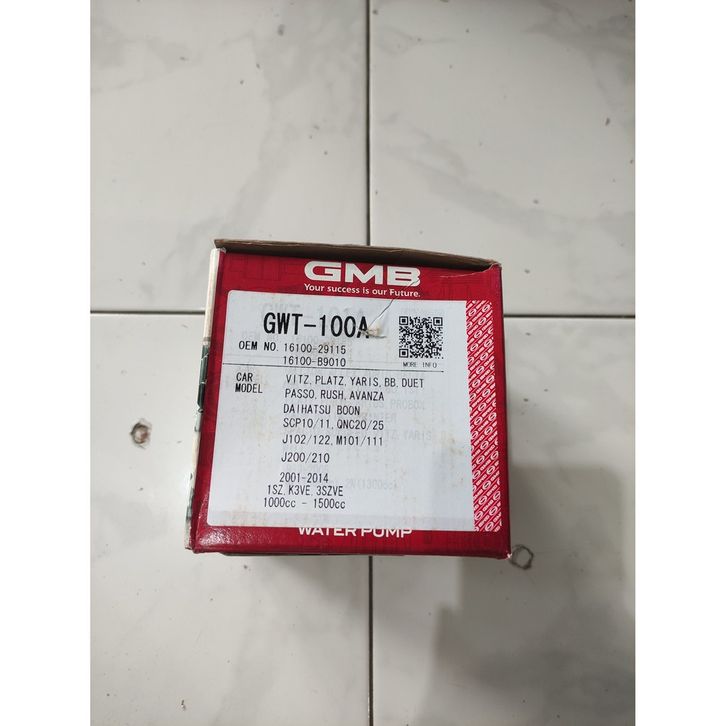 GMB
Your success is our Future.
GWT-100A
OEM NO. 16100-29115
16100-B9010
MORE INFO
CAR MODEL
VITZ, PLATZ, YARIS, BB, DUET
PASSO, RUSH, AVANZA
DAIHATSU BOON
SCP10/11, QNC20/25
J102/122, M101/111
J200/210
2001-2014
1SZ, K3VE, 3SZVE
1000cc - 1500cc
WATER PUMP